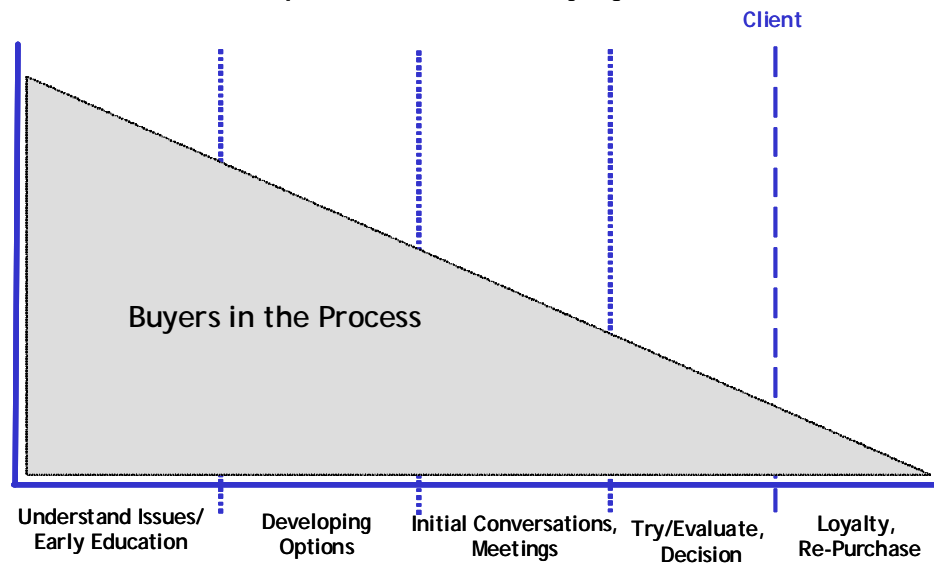 Client
Buyers in the Process
Understand Issues/
Early Education
Developing
Options
Initial Conversations,
Meetings
Try/Evaluate,
Decision
Loyalty,
Re-Purchase